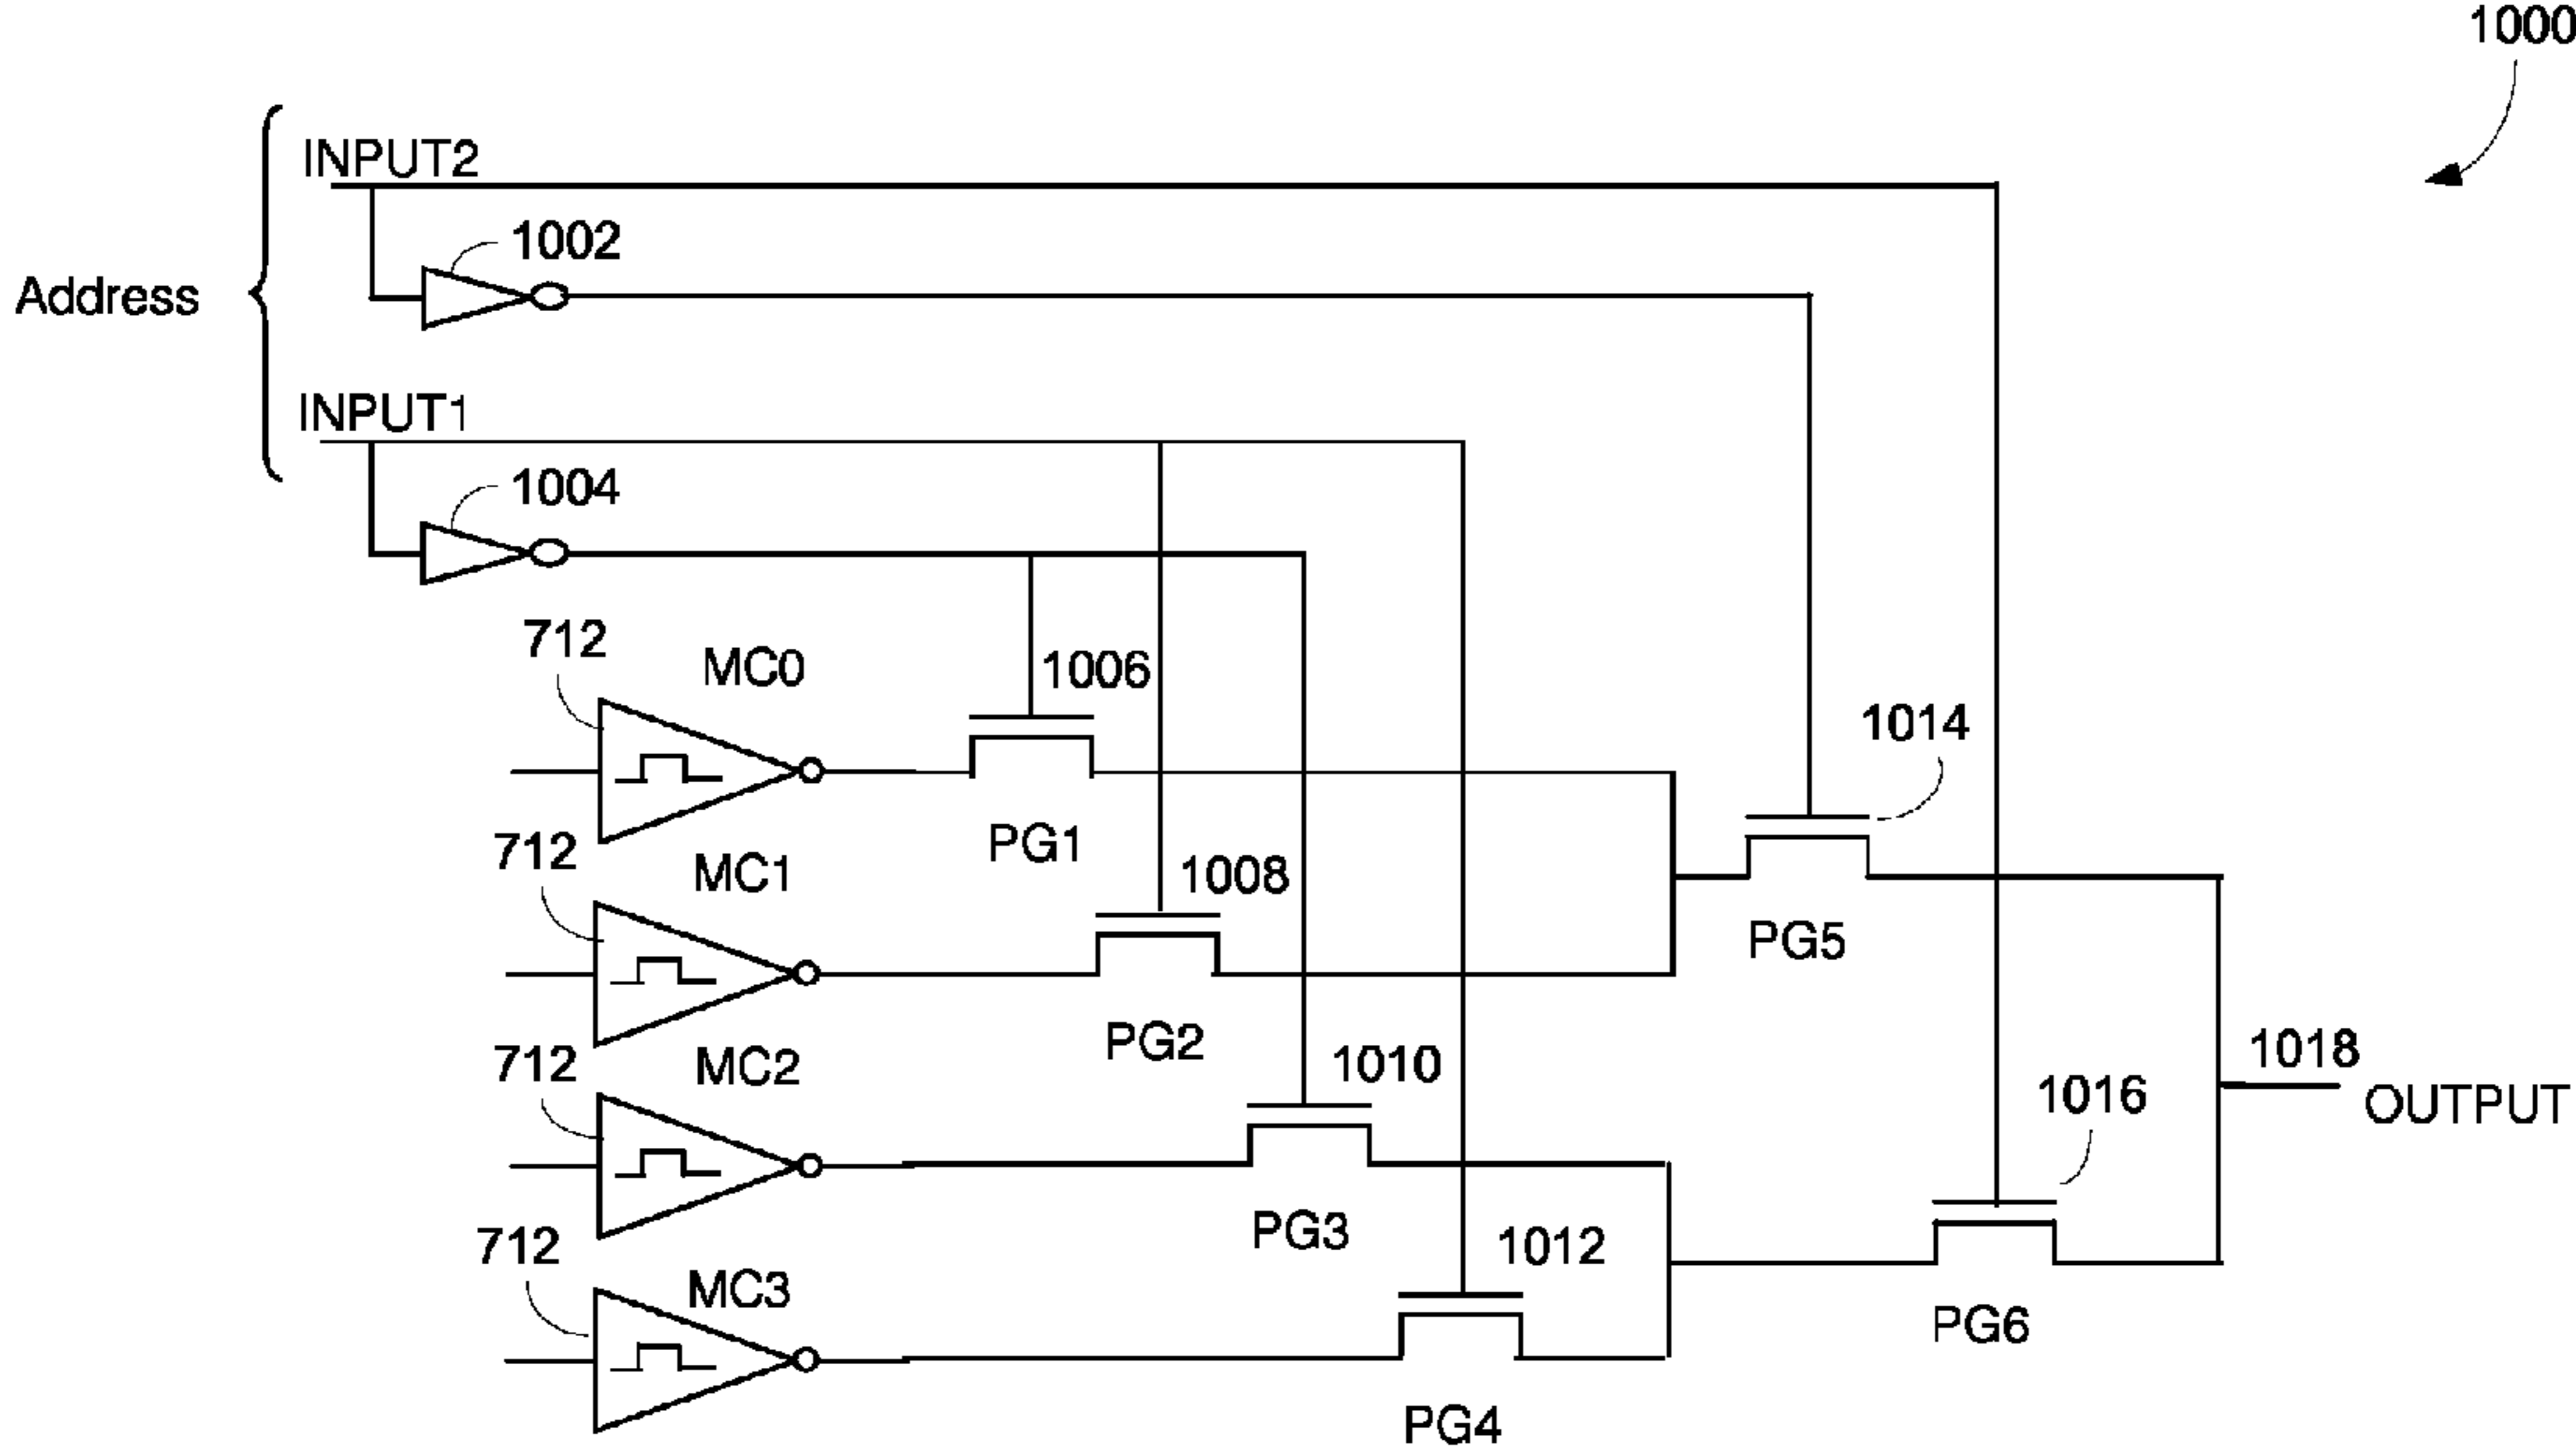 1000
INPUT2
1002
Address
INPUT1
1004
712
MC0
1006
1014
PG1
712
MC1
1008
PG5
PG2
712
MC2
1010
1018
1016
OUTPUT
PG3
712
MC3
1012
PG6
PG4